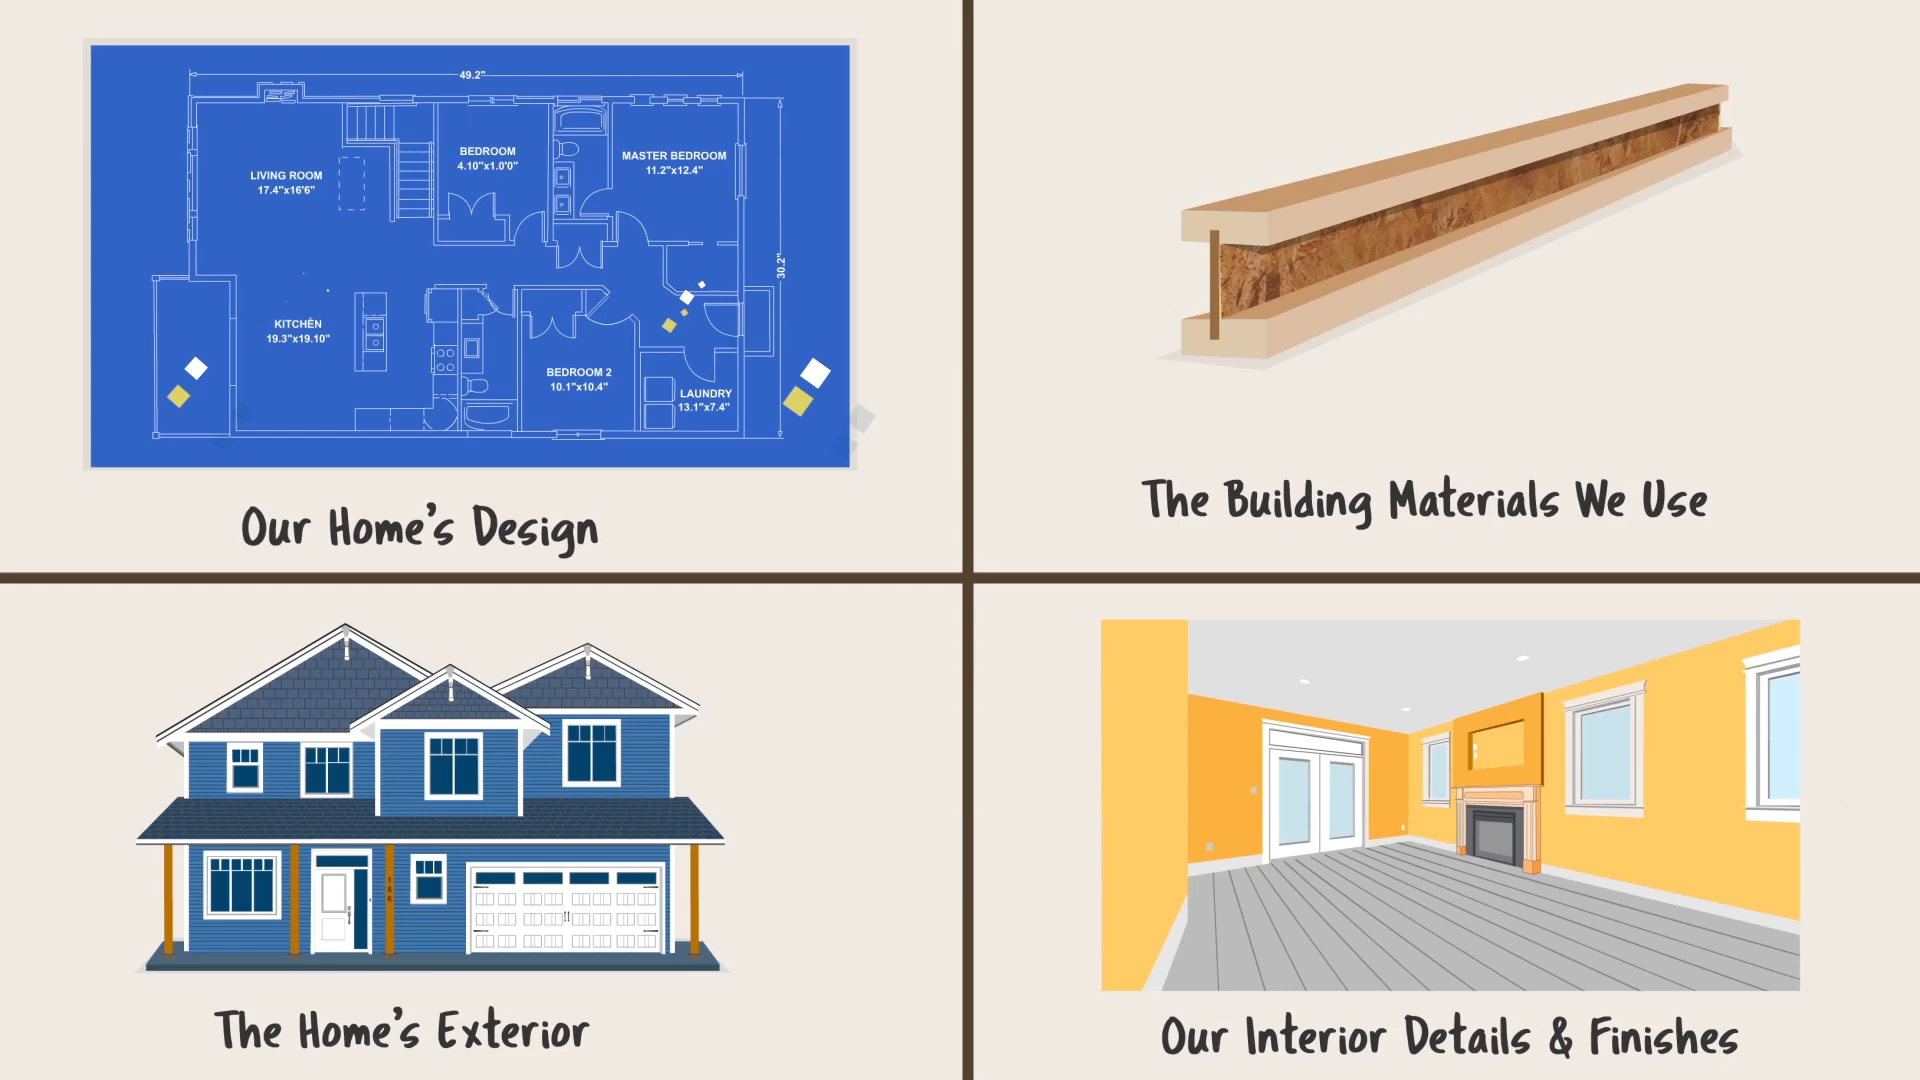 49.2"
BEDROOM
4.10"x1.0'0"
MASTER BEDROOM
11.2"x12.4"
LIVING ROOM
17.4"x16'6"
30.2"
KITCHEN
19.3"x19.10"
BEDROOM 2
10.1"x10.4"
LAUNDRY
13.1"x7.4"
Our Home's Design
The Building Materials We Use
186
The Home's Exterior
Our Interior Details & Finishes